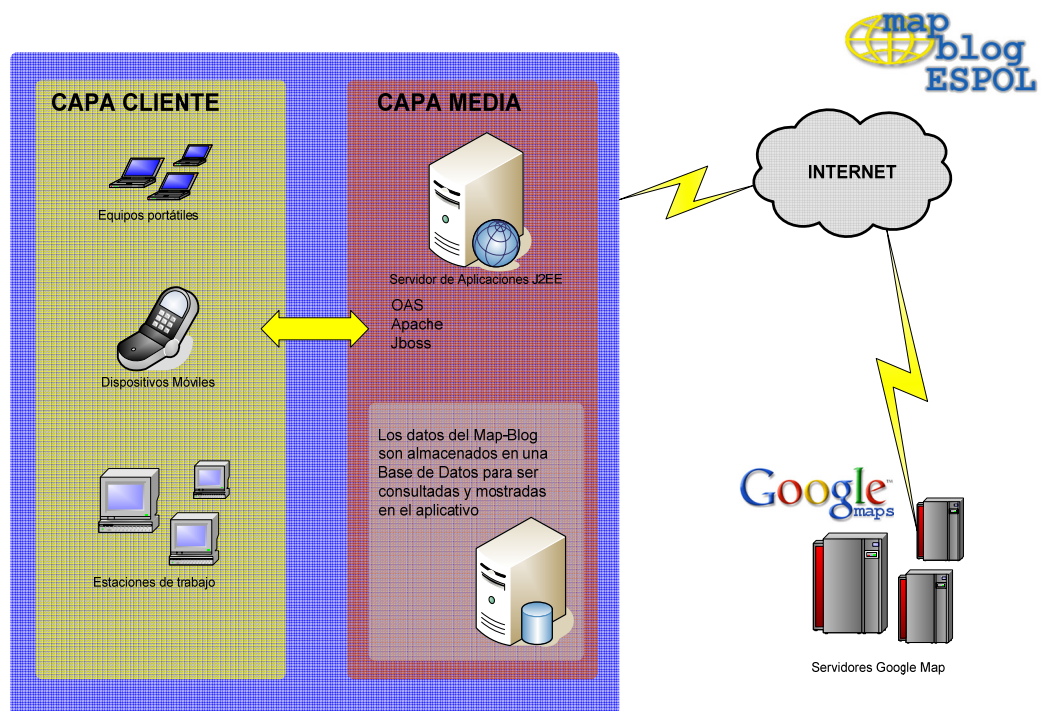 map
blog
ESPOL
CAPA CLIENTE
Equipos portátiles
Dispositivos Móviles
Estaciones de trabajo
CAPA MEDIA
Servidor de Aplicaciones J2EE
OAS
Apache
Jboss
Los datos del Map-Blog
son almacenados en una
Base de Datos para ser
consultadas y mostradas
en el aplicativo
INTERNET
Google™
maps
Servidores Google Map